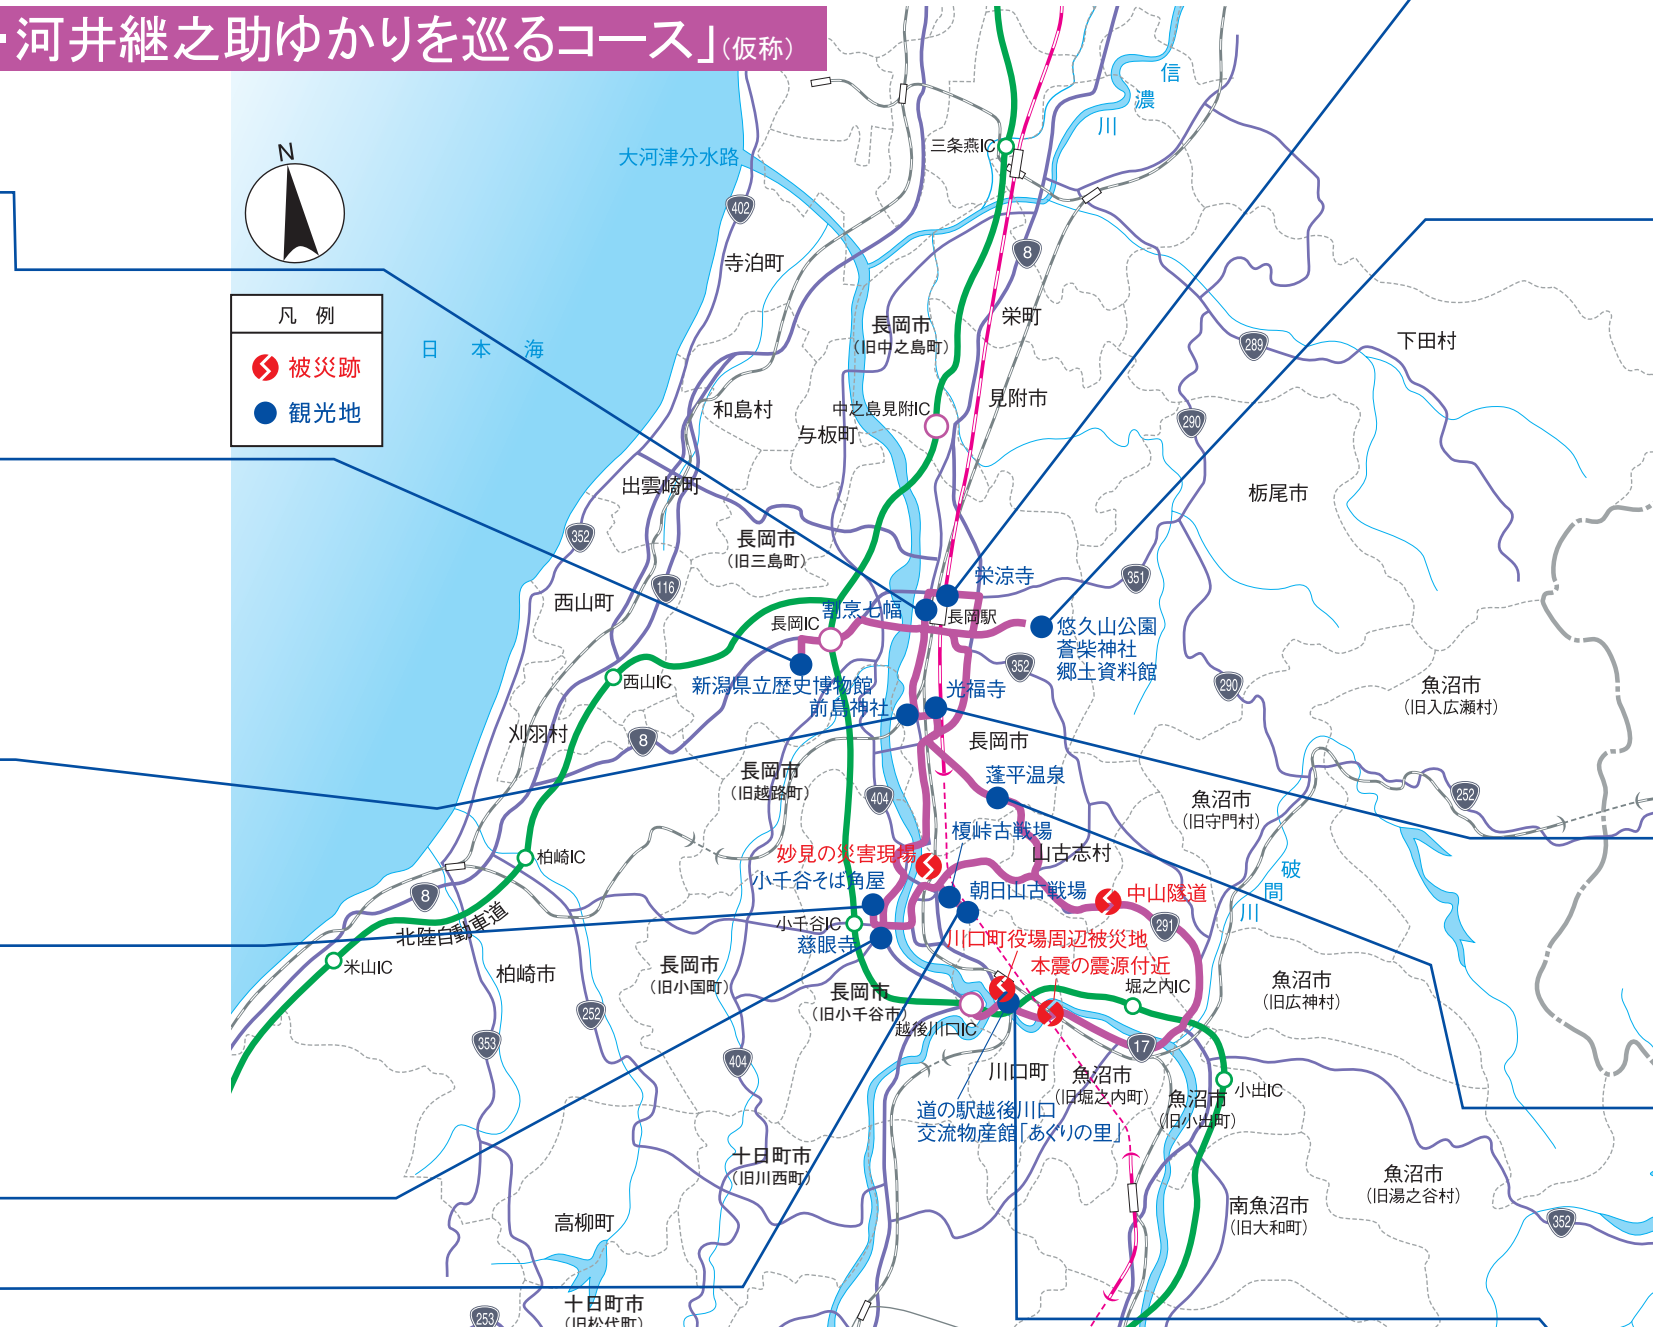 ・河井継之助ゆかりを巡るコース」(仮称)
N
凡 例
被災跡
観光地
日 本 海
大河津分水路
信濃川
三条燕IC
402
8
寺泊町
栄町
長岡市
(旧中之島町)
289
下田村
和島村
中之島見附IC
見附市
与板町
290
出雲崎町
栃尾市
352
長岡市
(旧三島町)
116
西山町
栄涼寺
351
割烹七幅
長岡駅
長岡IC
悠久山公園
蒼柴神社
郷土資料館
352
西山IC
新潟県立歴史博物館
光福寺
前島神社
290
魚沼市
(旧入広瀬村)
刈羽村
8
長岡市
長岡市
(旧越路町)
蓬平温泉
404
252
魚沼市
(旧守門村)
榎峠古戦場
妙見の災害現場
山古志村
柏崎IC
小千谷そば角屋
朝日山古戦場
中山隧道
破間川
8
北陸自動車道
小千谷IC
慈眼寺
291
川口町役場周辺被災地
本震の震源付近
米山IC
柏崎市
長岡市
(旧小国町)
堀之内IC
魚沼市
(旧広神村)
長岡市
(旧小千谷市)
252
越後川口IC
353
404
17
川口町
魚沼市
(旧堀之内町)
小出IC
魚沼市
(旧小出町)
道の駅越後川口
交流物産館「あぐりの里」
十日町市
(旧川西町)
魚沼市
(旧湯之谷村)
高柳町
南魚沼市
(旧大和町)
352
253
十日町市
(旧松代町)